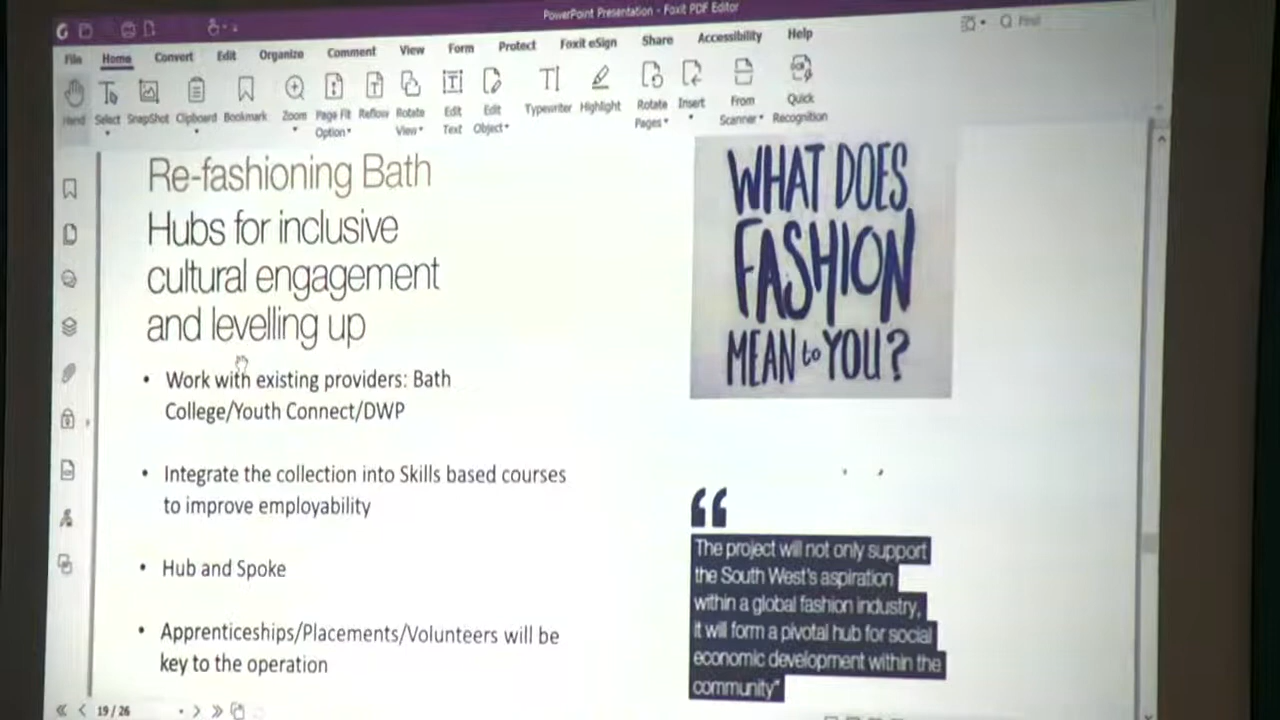 PowerPoint Presentation - Foxit PDF Editor
Find
File Home Convert Edit Organize Comment View Form Protect Foxit eSign Share Accessibility Help
Hand Select SnapShot Clipboard Bookmark Zoom Page Fit Option Reflow Rotate View Edit Text Edit Object Typewriter Highlight Rotate Pages Insert From Scanner Quick Recognition
Re-fashioning Bath
Hubs for inclusive
cultural engagement
and levelling up
• Work with existing providers: Bath
College/Youth Connect/DWP
• Integrate the collection into Skills based courses
to improve employability
• Hub and Spoke
• Apprenticeships/Placements/Volunteers will be
key to the operation
WHAT DOES
FASHION
MEAN to YOU?
“
The project will not only support
the South West's aspiration
within a global fashion industry,
it will form a pivotal hub for social
economic development within the
community"
19 / 26